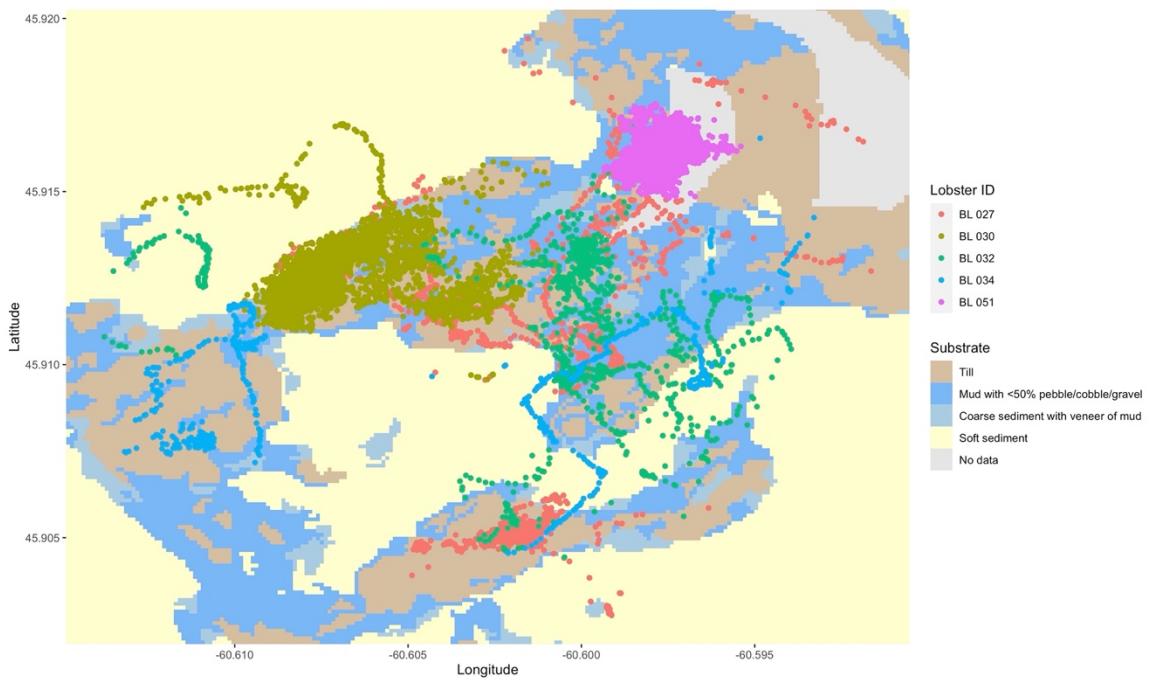 45.920
45.915
45.910
45.905
Latitude
-60.610
-60.605
-60.600
-60.595
Longitude
Lobster ID
BL 027
BL 030
BL 032
BL 034
BL 051
Substrate
Till
Mud with <50% pebble/cobble/gravel
Coarse sediment with veneer of mud
Soft sediment
No data